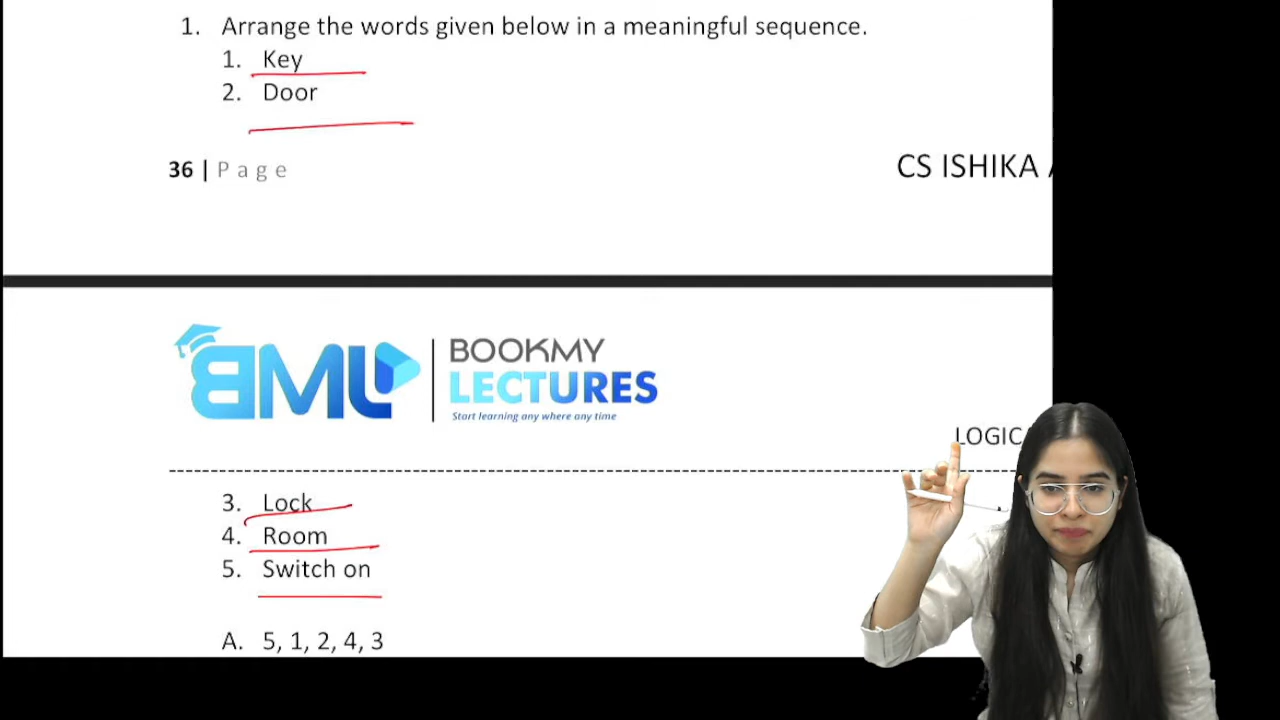 1. Arrange the words given below in a meaningful sequence.
1. Key
2. Door
36 | Page
CS ISHIKA
BML
BOOKMY
LECTURES
Start learning any where any time
3. Lock
4. Room
5. Switch on
A. 5, 1, 2, 4, 3